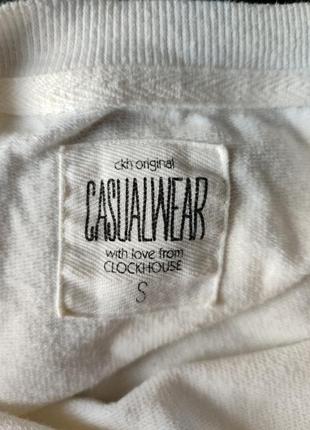 ckh original
CASUALWEAR
with love from
CLOCKHOUSE
S